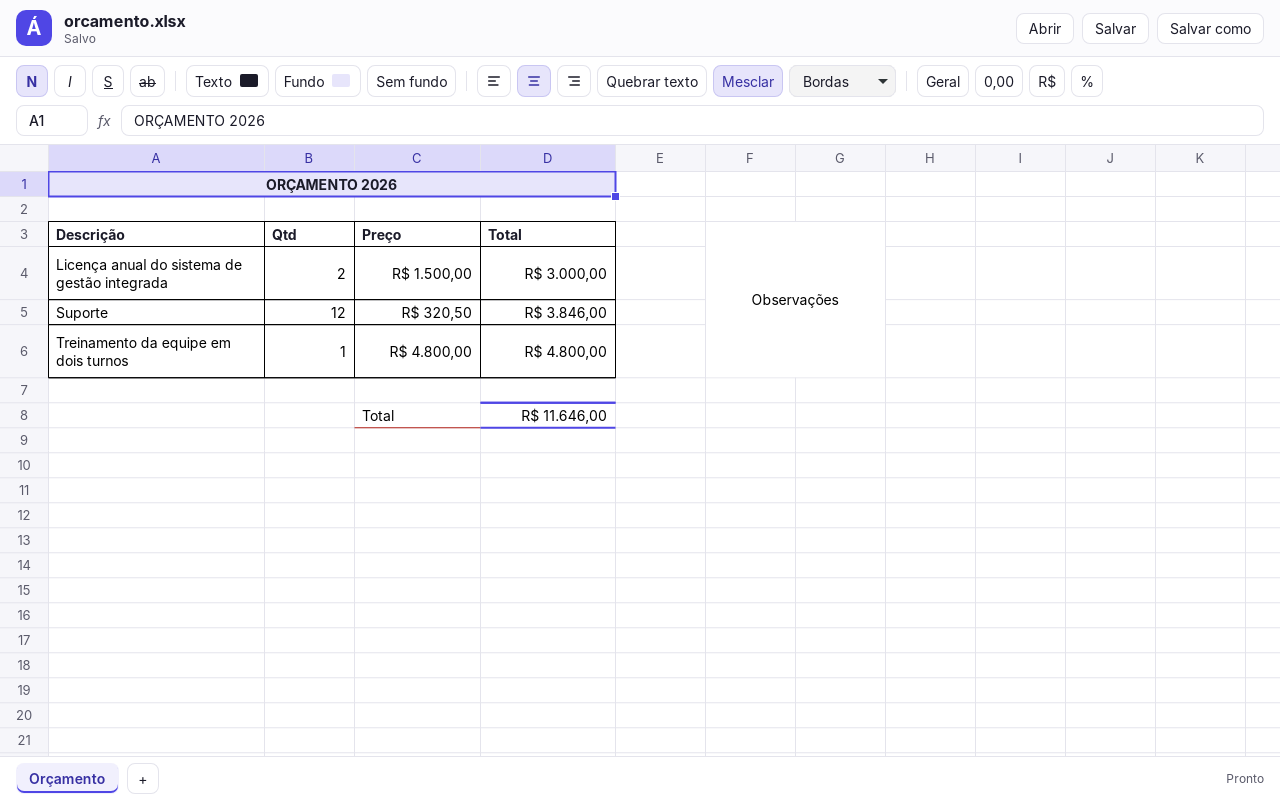 Á
orcamento.xlsx
Salvo
Abrir
Salvar
Salvar como
N
I
S
ab
Texto
Fundo
Sem fundo
Quebrar texto
Mesclar
Bordas
Geral
0,00
R$
%
A1
fx
ORÇAMENTO 2026
A B C D E F G H I J K
1 ORÇAMENTO 2026
2
3 Descrição Qtd Preço Total
4 Licença anual do sistema de
gestão integrada 2 R$ 1.500,00 R$ 3.000,00
Observações
5 Suporte 12 R$ 320,50 R$ 3.846,00
6 Treinamento da equipe em
dois turnos 1 R$ 4.800,00 R$ 4.800,00
7
8 Total R$ 11.646,00
9
10
11
12
13
14
15
16
17
18
19
20
21
Orçamento
+
Pronto